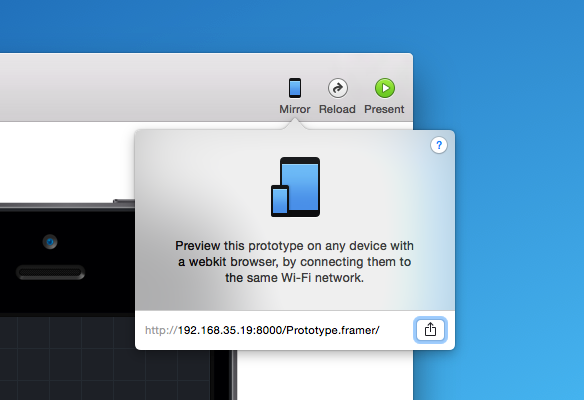 Mirror Reload Present
?
Preview this prototype on any device with
a webkit browser, by connecting them to
the same Wi-Fi network.
http://192.168.35.19:8000/Prototype.framer/